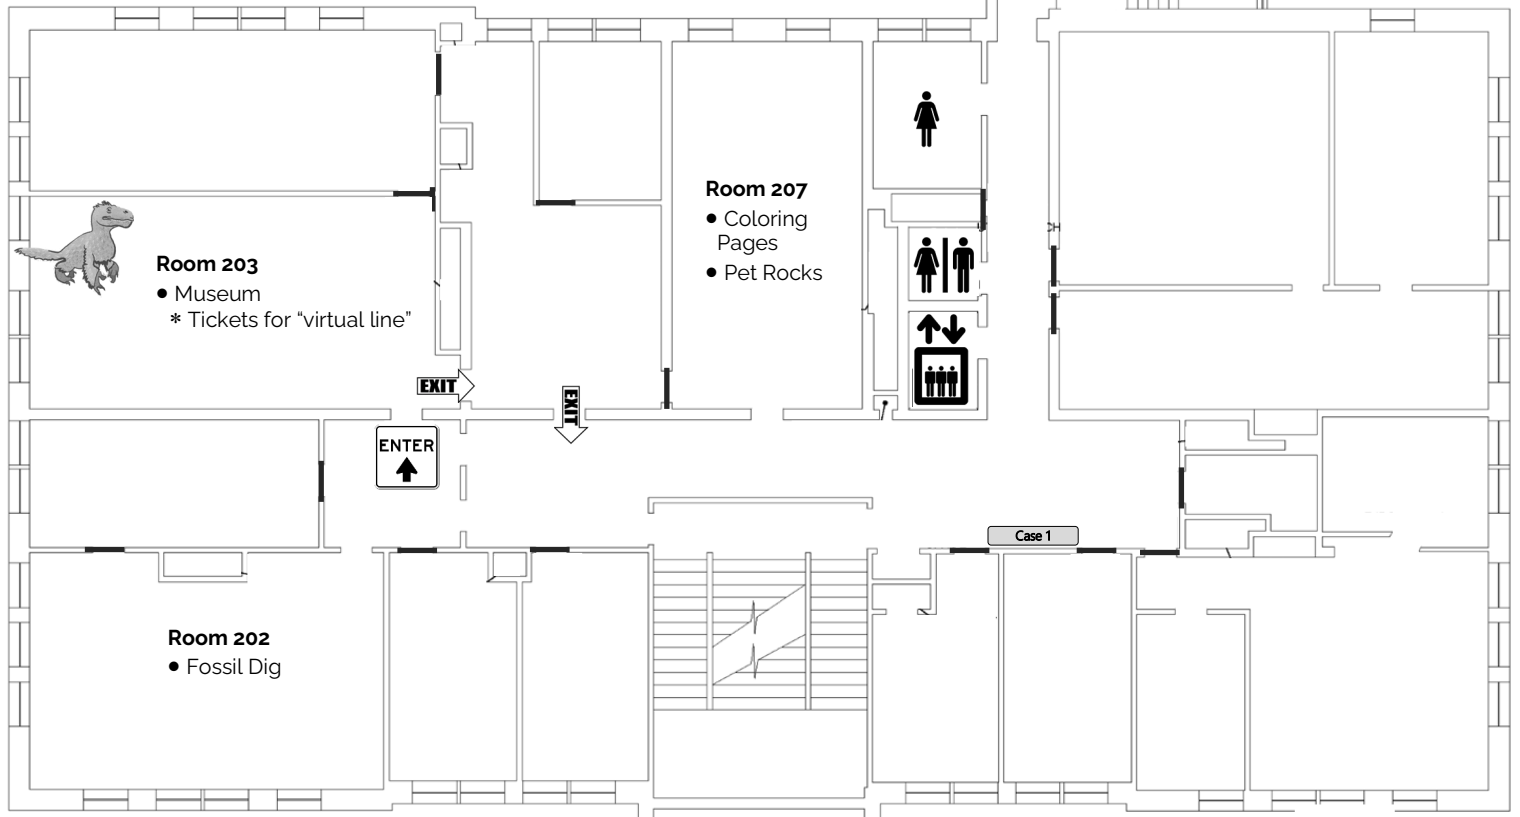 Room 203
• Museum
* Tickets for “virtual line”
EXIT
EXIT
ENTER
Room 207
• Coloring
Pages
• Pet Rocks
Case 1
Room 202
• Fossil Dig